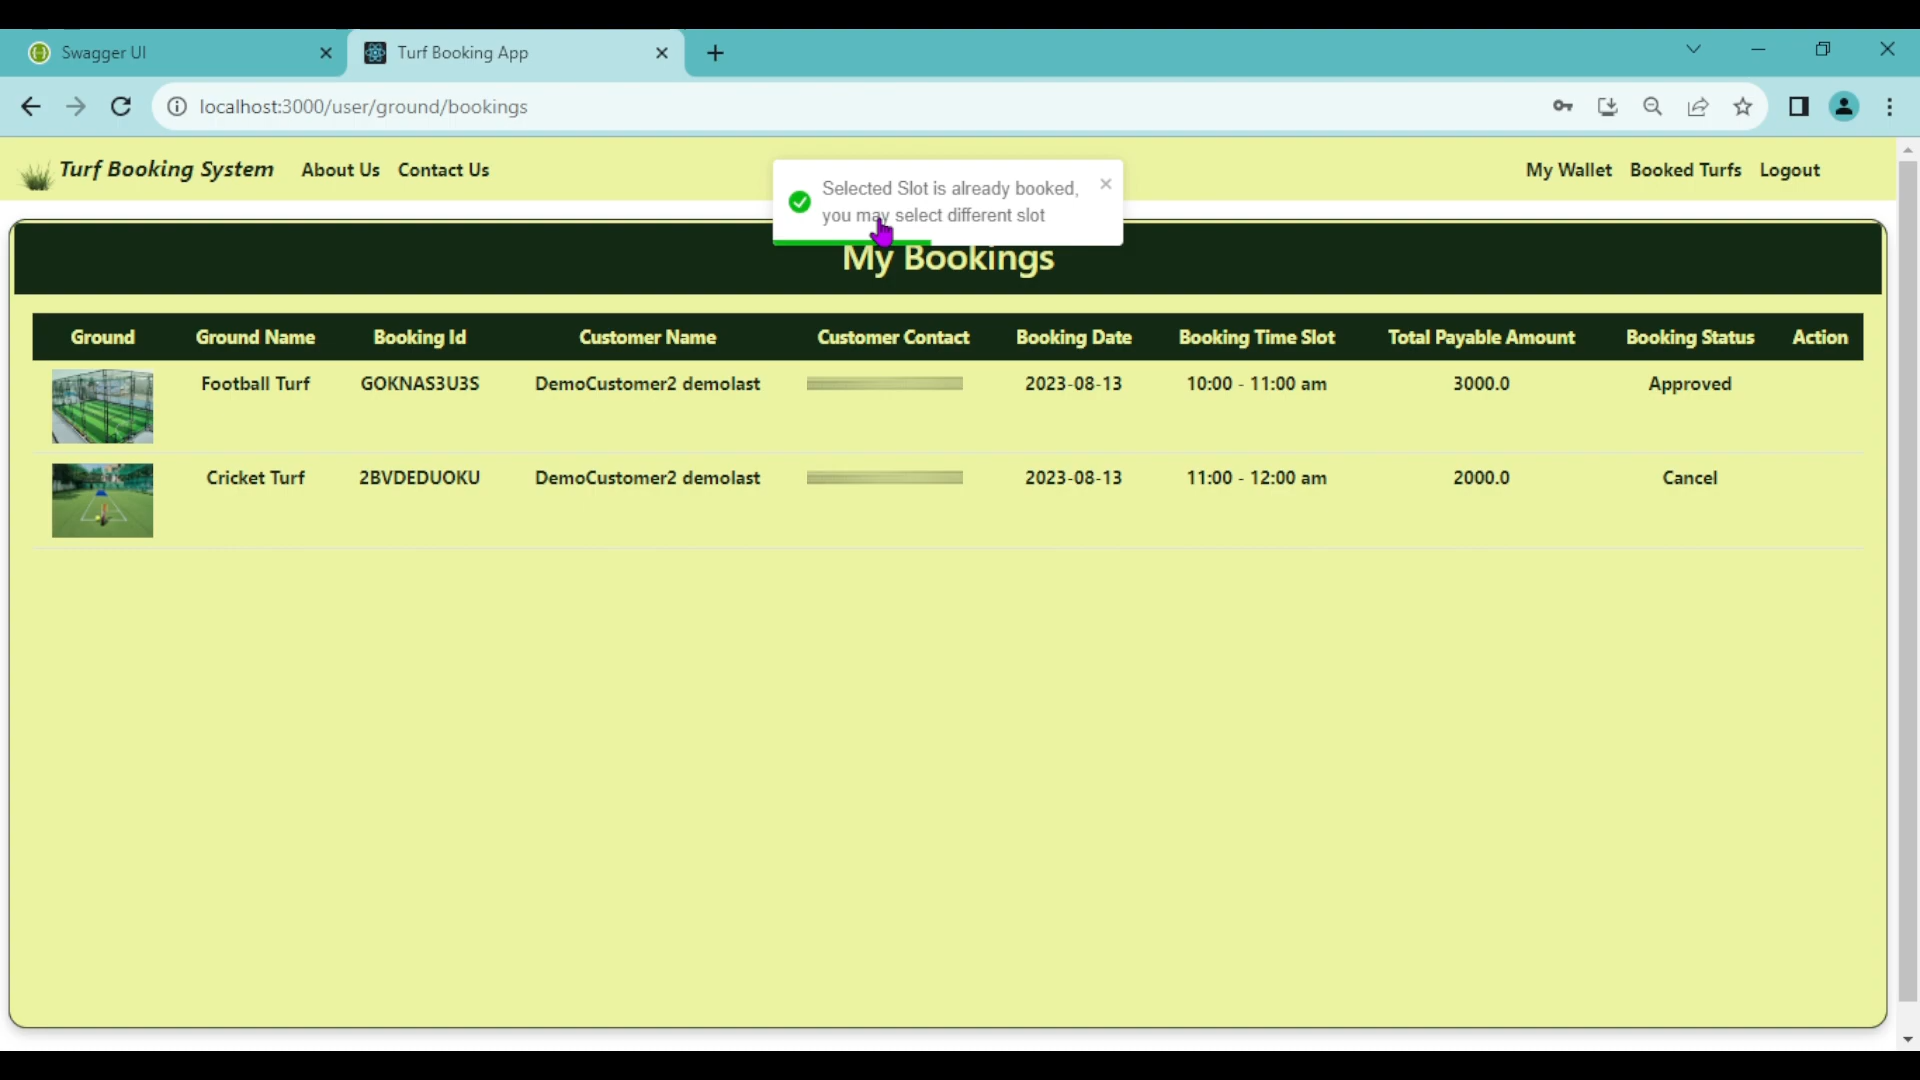 Swagger UI
Turf Booking App
localhost:3000/user/ground/bookings
Turf Booking System About Us Contact Us
My Wallet Booked Turfs Logout
Selected Slot is already booked,
you may select different slot
My Bookings
Ground Ground Name Booking Id Customer Name Customer Contact Booking Date Booking Time Slot Total Payable Amount Booking Status Action
Football Turf GOKNAS3U3S DemoCustomer2 demolast 2023-08-13 10:00 - 11:00 am 3000.0 Approved
Cricket Turf 2BVDEDUOKU DemoCustomer2 demolast 2023-08-13 11:00 - 12:00 am 2000.0 Cancel